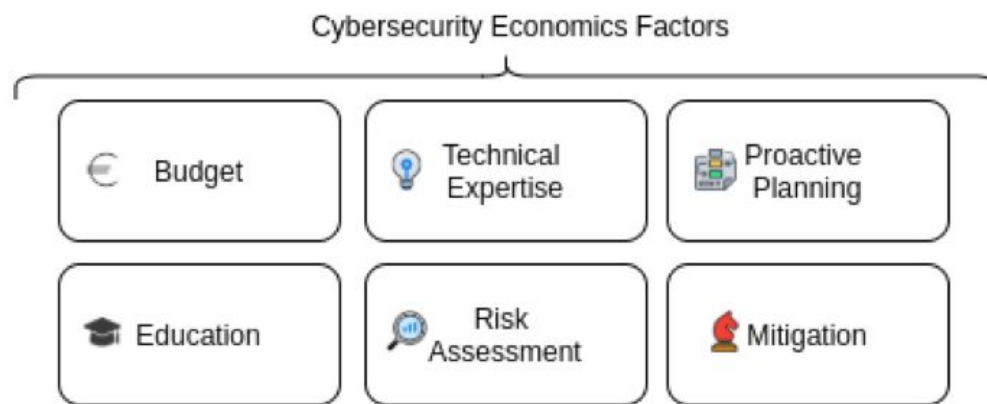 Cybersecurity Economics Factors
Budget
Technical
Expertise
Proactive
Planning
Education
Risk
Assessment
Mitigation